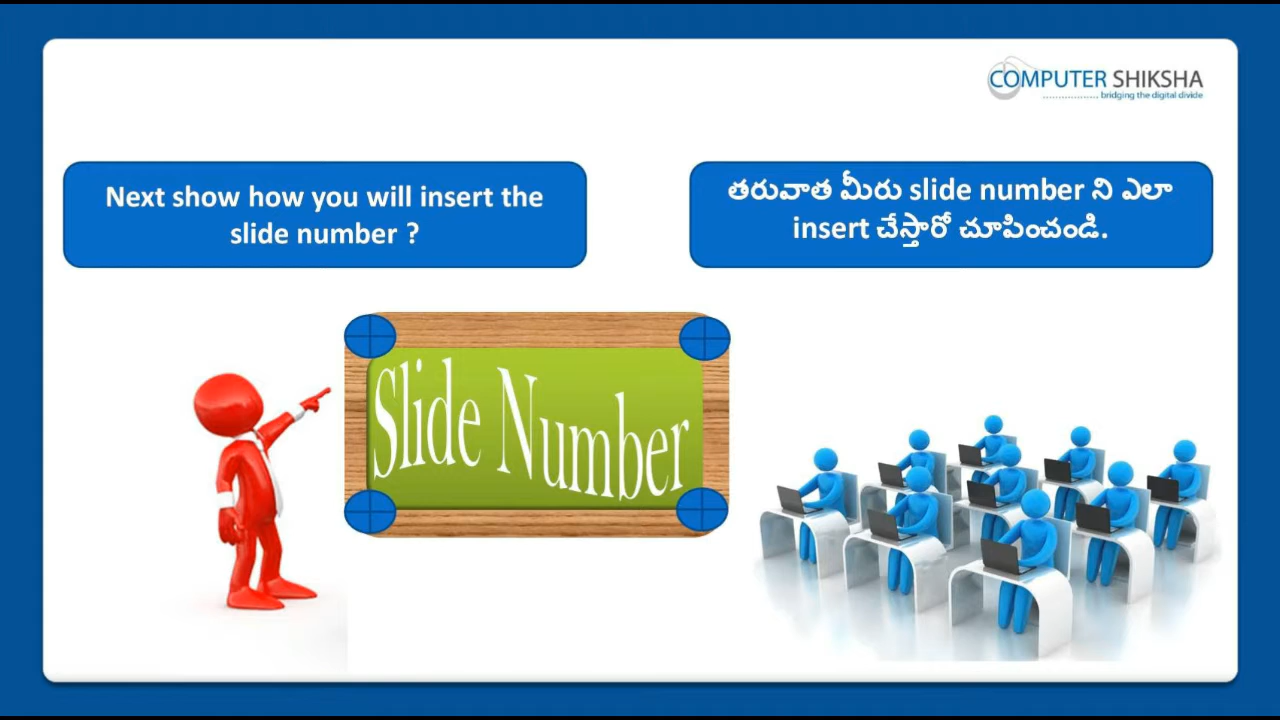 COMPUTER SHIKSHA
bridging the digital divide
Next show how you will insert the
slide number ?
తరువాత మీరు slide number ని ఎలా
insert చేస్తారో చూపించండి.
Slide Number